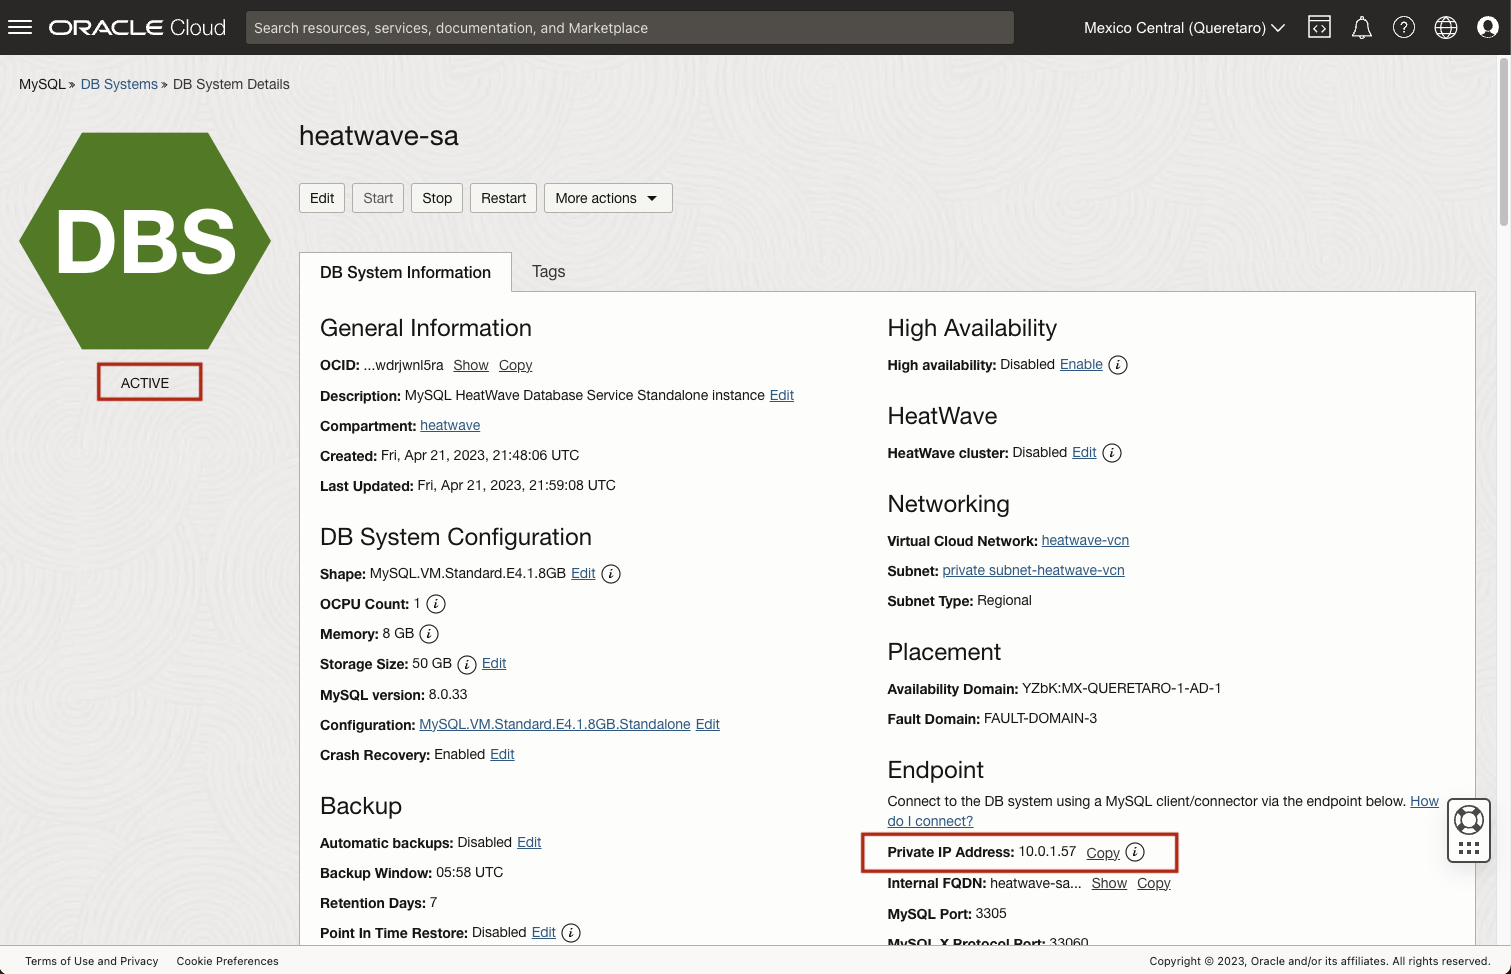 ORACLE Cloud
Search resources, services, documentation, and Marketplace
Mexico Central (Queretaro)
MySQL » DB Systems » DB System Details
DBS
ACTIVE
heatwave-sa
Edit Start Stop Restart More actions
DB System Information Tags
General Information
OCID: ...wdrjwnl5ra Show Copy
Description: MySQL HeatWave Database Service Standalone instance Edit
Compartment: heatwave
Created: Fri, Apr 21, 2023, 21:48:06 UTC
Last Updated: Fri, Apr 21, 2023, 21:59:08 UTC
DB System Configuration
Shape: MySQL.VM.Standard.E4.1.8GB Edit
OCPU Count: 1
Memory: 8 GB
Storage Size: 50 GB Edit
MySQL version: 8.0.33
Configuration: MySQL.VM.Standard.E4.1.8GB.Standalone Edit
Crash Recovery: Enabled Edit
Backup
Automatic backups: Disabled Edit
Backup Window: 05:58 UTC
Retention Days: 7
Point In Time Restore: Disabled Edit
High Availability
High availability: Disabled Enable
HeatWave
HeatWave cluster: Disabled Edit
Networking
Virtual Cloud Network: heatwave-vcn
Subnet: private subnet-heatwave-vcn
Subnet Type: Regional
Placement
Availability Domain: YZbK:MX-QUERETARO-1-AD-1
Fault Domain: FAULT-DOMAIN-3
Endpoint
Connect to the DB system using a MySQL client/connector via the endpoint below. How
do I connect?
Private IP Address: 10.0.1.57 Copy
Internal FQDN: heatwave-sa... Show Copy
MySQL Port: 3305
MySQL X Protocol Port: 33060
Terms of Use and Privacy Cookie Preferences
Copyright © 2023, Oracle and/or its affiliates. All rights reserved.